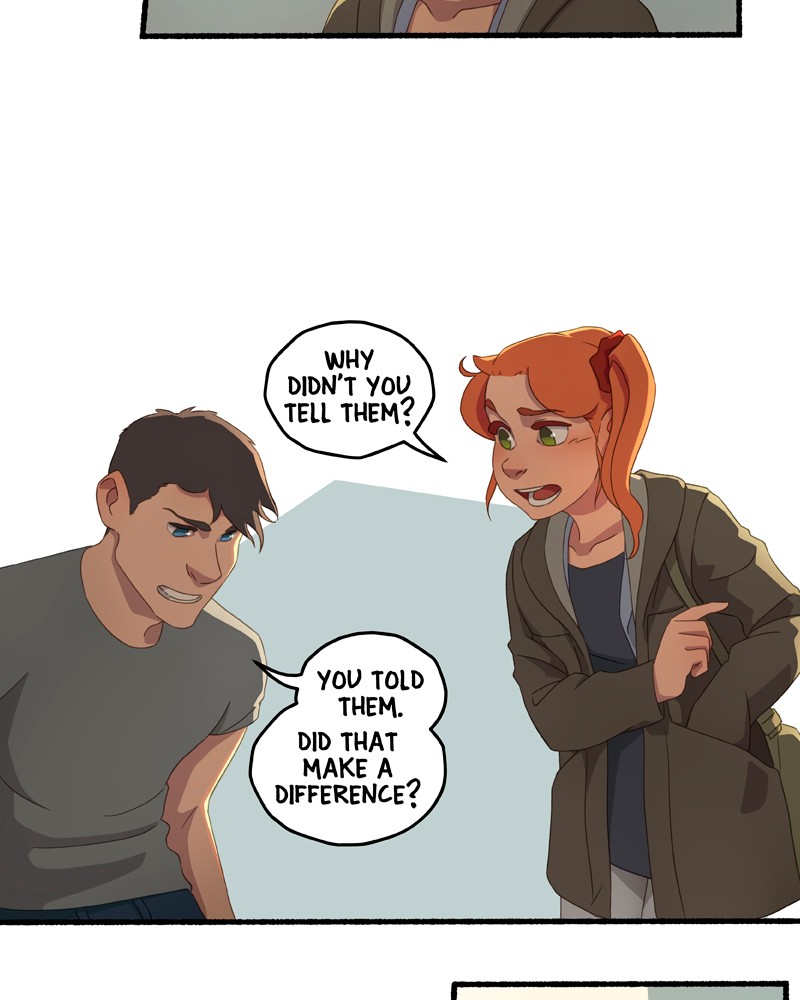 WHY
DIDN'T YOU
TELL THEM?
YOU TOLD
THEM.
DID THAT
MAKE A
DIFFERENCE?